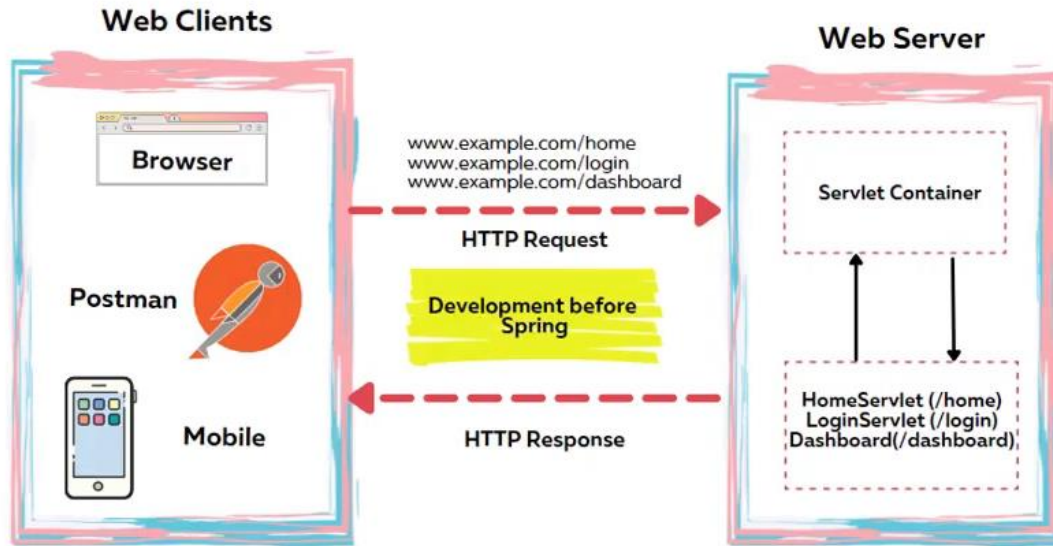 Web Clients
Browser
Postman
Mobile
www.example.com/home
www.example.com/login
www.example.com/dashboard
HTTP Request
Development before
Spring
HTTP Response
Web Server
Servlet Container
HomeServlet (/home)
LoginServlet (/login)
Dashboard(/dashboard)